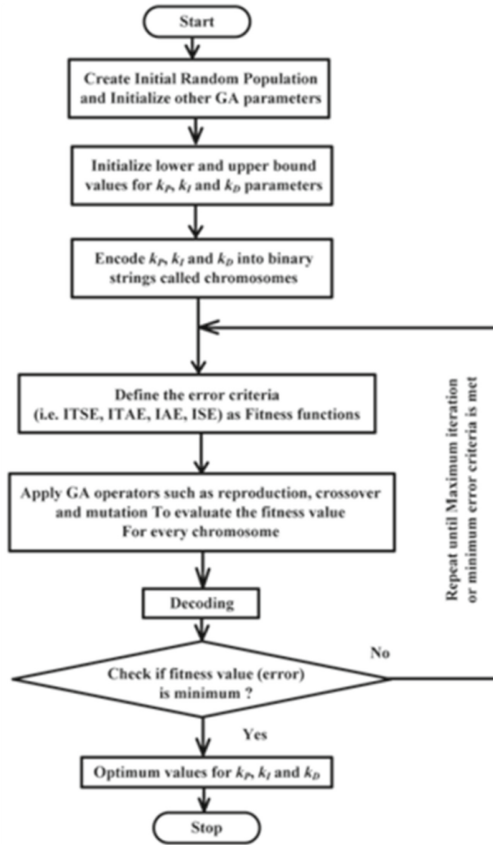 Start
Create Initial Random Population
and Initialize other GA parameters
Initialize lower and upper bound
values for kP, kI and kD parameters
Encode kP, kI and kD into binary
strings called chromosomes
Define the error criteria
(i.e. ITSE, ITAE, IAE, ISE) as Fitness functions
Apply GA operators such as reproduction, crossover
and mutation To evaluate the fitness value
For every chromosome
Decoding
Check if fitness value (error)
is minimum ?
No
Repeat until Maximum iteration
or minimum error criteria is met
Yes
Optimum values for kP, kI and kD
Stop